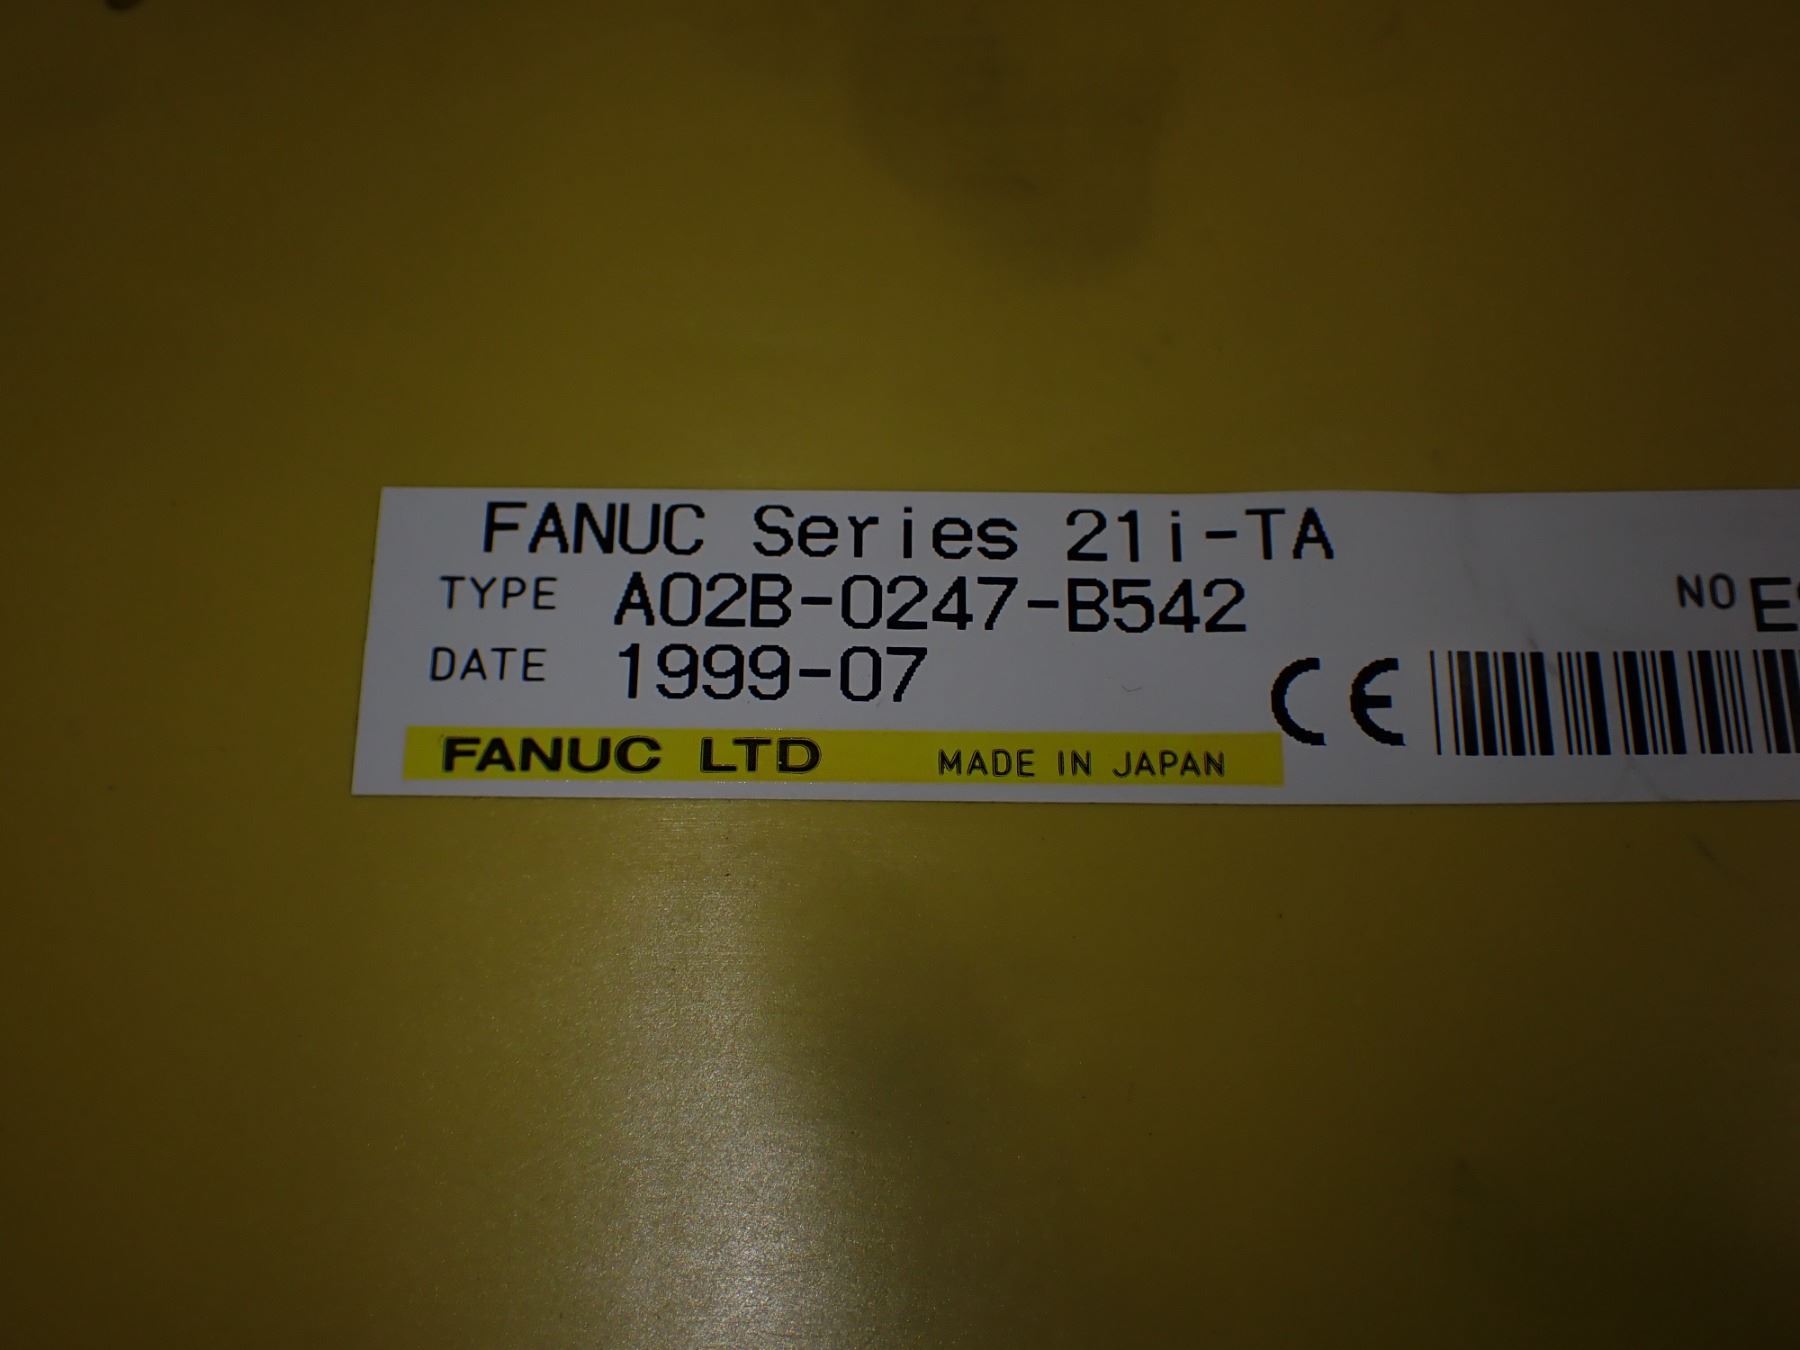 FANUC Series 21i-TA
TYPE A02B-0247-B542
NO
DATE 1999-07
CE
FANUC LTD MADE IN JAPAN